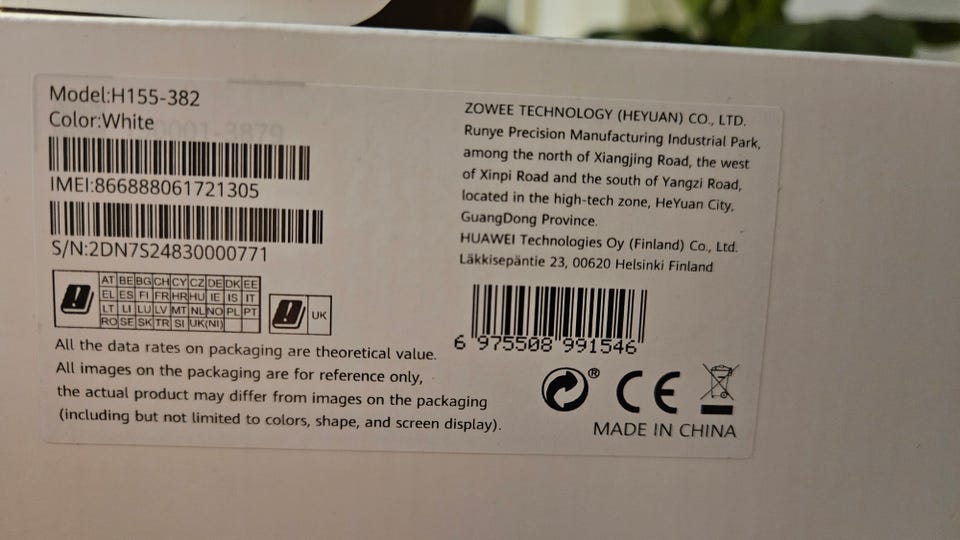 Model:H155-382
Color:White
IMEI:866888061721305
S/N:2DN7S24830000771
AT BE BG CH CY CZ DE DK EE
EL ES FI FR HR HU IE IS IT
LT LI LU LV MT NL NO PL PT
RO SE SK TR SI UK(NI)
UK
All the data rates on packaging are theoretical value.
All images on the packaging are for reference only,
the actual product may differ from images on the packaging
(including but not limited to colors, shape, and screen display).
ZOWEE TECHNOLOGY (HEYUAN) CO., LTD.
Runye Precision Manufacturing Industrial Park,
among the north of Xiangjing Road, the west
of Xinpi Road and the south of Yangzi Road,
located in the high-tech zone, HeYuan City,
GuangDong Province.
HUAWEI Technologies Oy (Finland) Co., Ltd.
Läkkisepäntie 23, 00620 Helsinki Finland
6 975508 991546
® CE
MADE IN CHINA